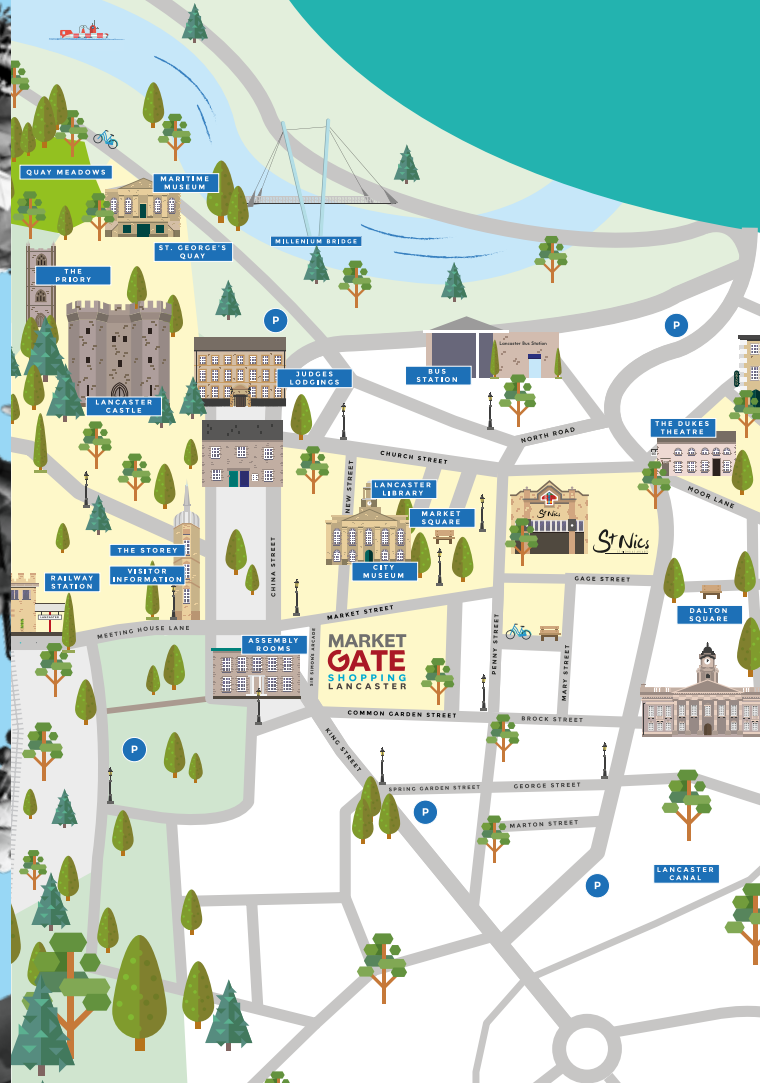 QUAY MEADOWS
MARITIME
MUSEUM
ST. GEORGE'S
QUAY
MILLENIUM BRIDGE
THE
PRIORY
P
P
Lancaster Bus Station
BUS
STATION
JUDGES
LODGINGS
LANCASTER
CASTLE
THE DUKES
THEATRE
NORTH ROAD
CHURCH STREET
NEW STREET
LANCASTER
LIBRARY
MARKET
SQUARE
St Nics
St Nics
MOOR LANE
THE STOREY
VISITOR
INFORMATION
CITY
MUSEUM
CHINA STREET
RAILWAY
STATION
GAGE STREET
DALTON
SQUARE
MARKET STREET
MEETING HOUSE LANE
ASSEMBLY
ROOMS
SIR SIMONS ARCADE
MARKET
GATE
SHOPPING
LANCASTER
PENNY STREET
MARY STREET
COMMON GARDEN STREET
BROCK STREET
KING STREET
P
SPRING GARDEN STREET
GEORGE STREET
P
MARTON STREET
LANCASTER
CANAL
P